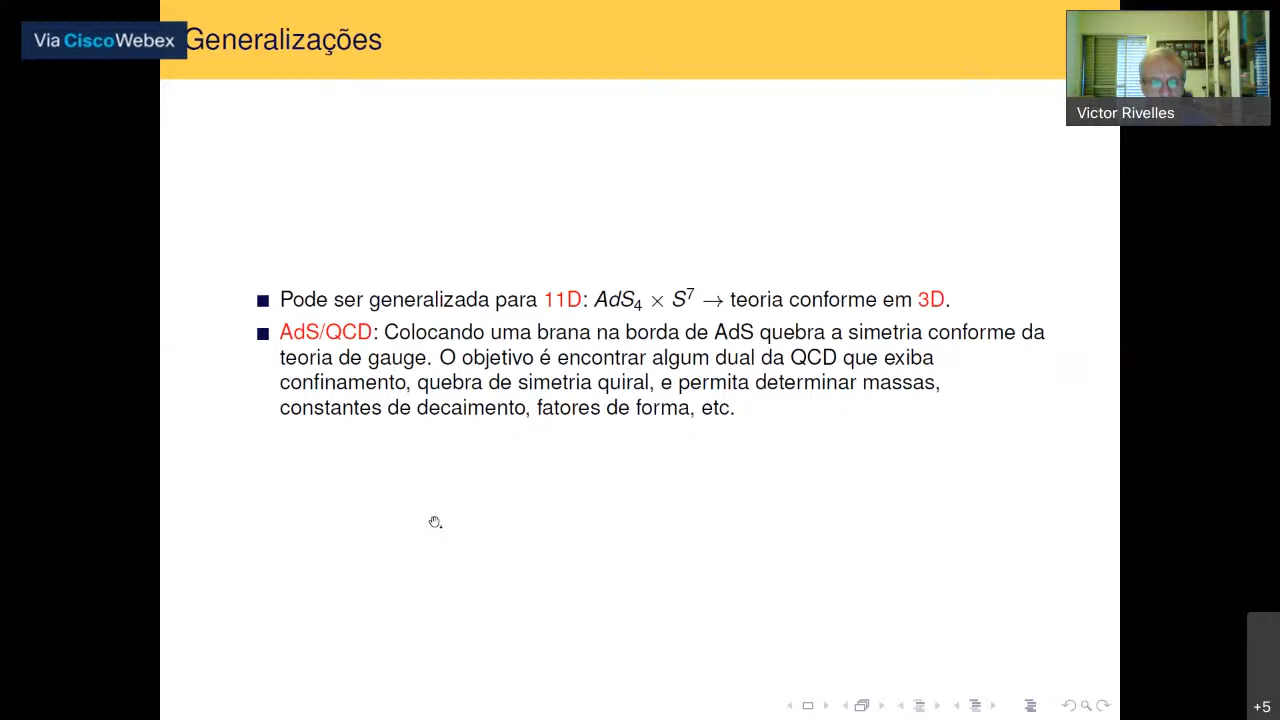 Via CiscoWebex
Generalizações
Victor Rivelles
Pode ser generalizada para 11D: AdS₄ × S⁷ → teoria conforme em 3D.
AdS/QCD: Colocando uma brana na borda de AdS quebra a simetria conforme da
teoria de gauge. O objetivo é encontrar algum dual da QCD que exiba
confinamento, quebra de simetria quiral, e permita determinar massas,
constantes de decaimento, fatores de forma, etc.
+5